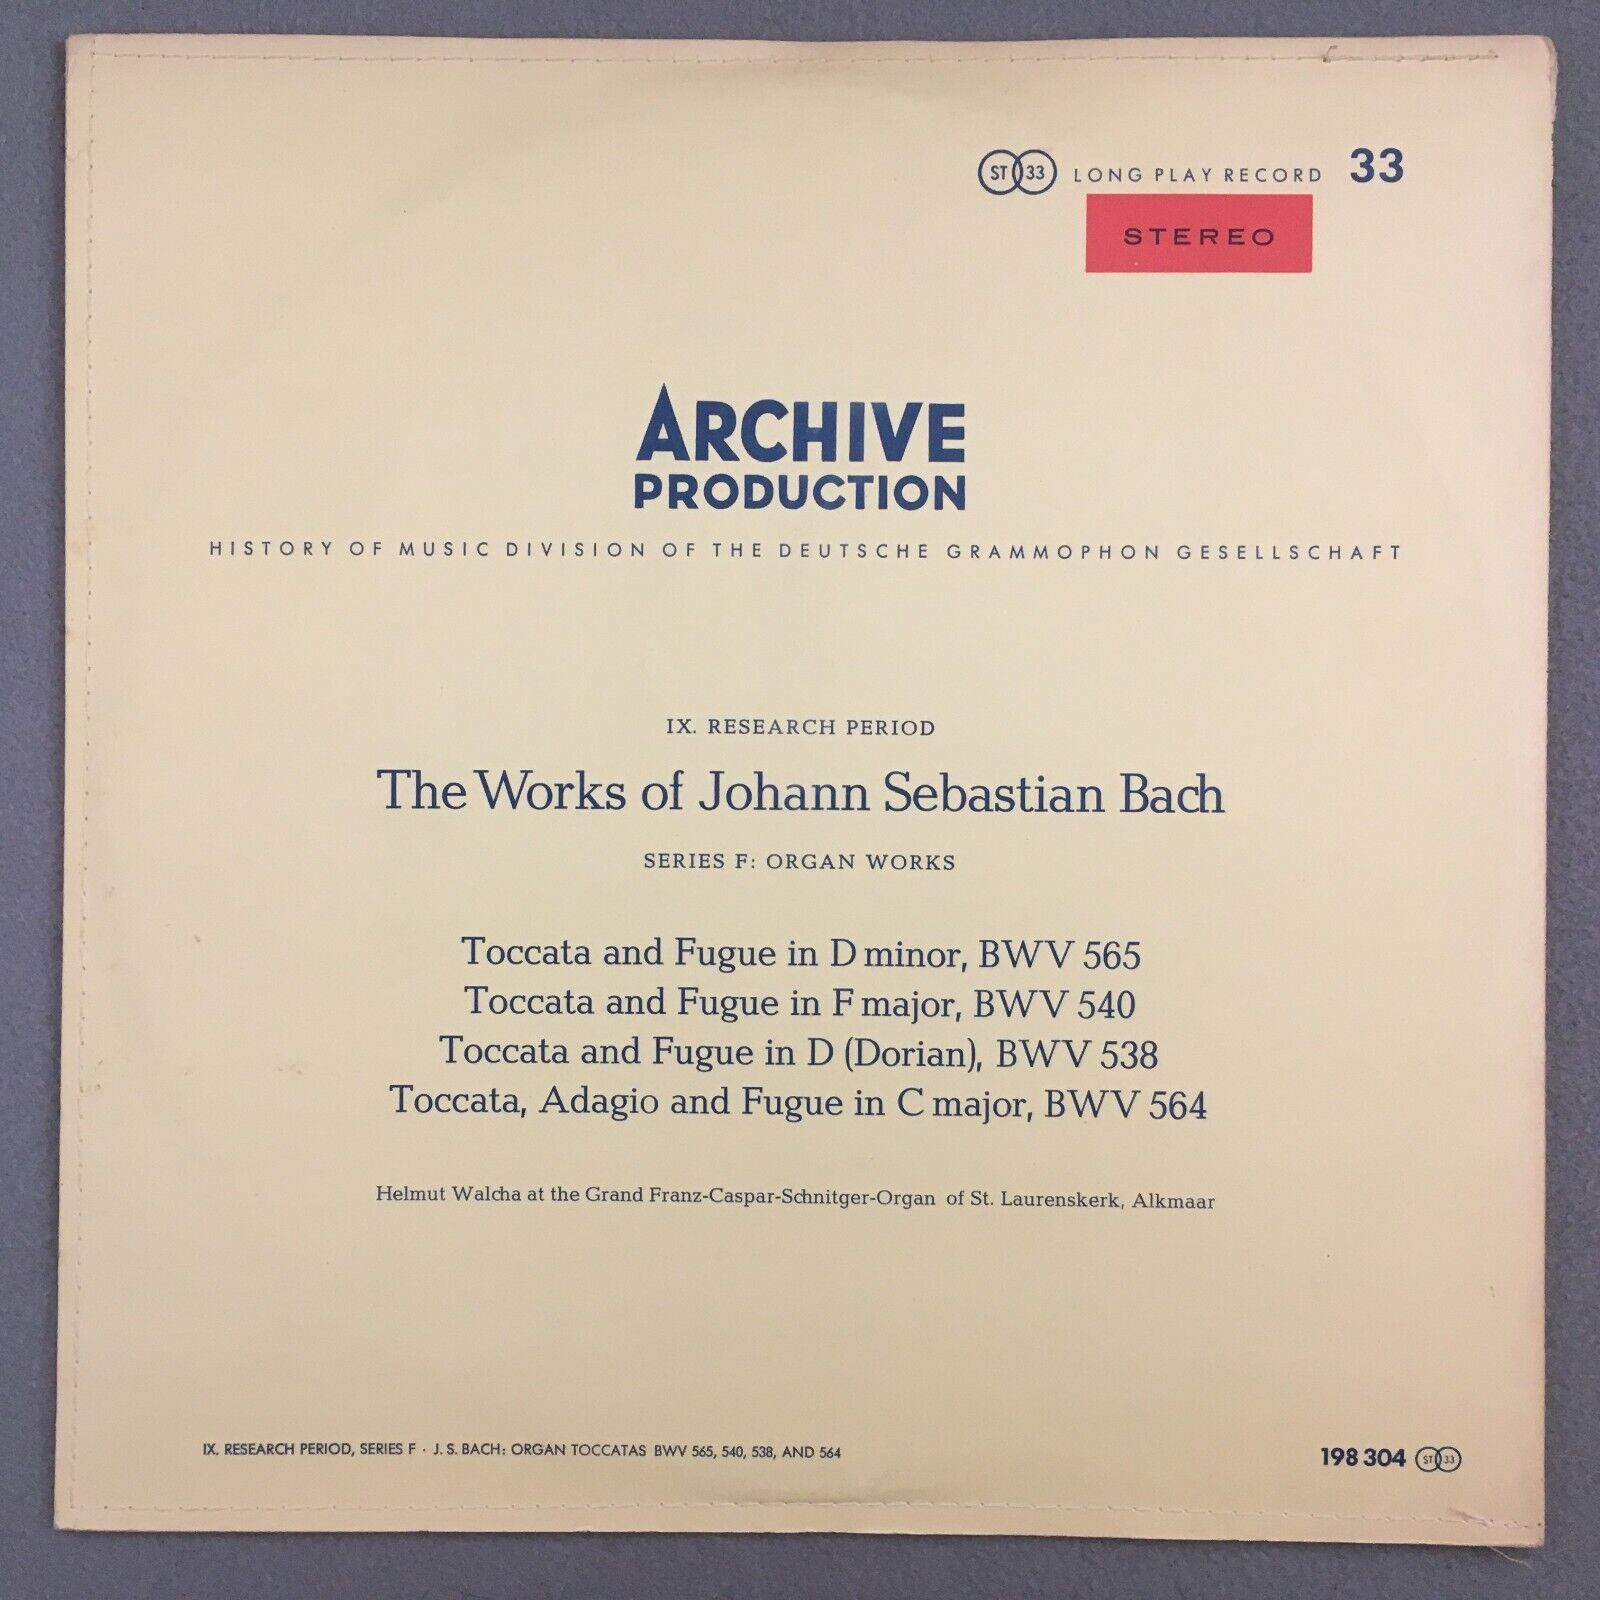 ST 33 LONG PLAY RECORD 33
STEREO
ARCHIVE
PRODUCTION
HISTORY OF MUSIC DIVISION OF THE DEUTSCHE GRAMMOPHON GESELLSCHAFT
IX. RESEARCH PERIOD
The Works of Johann Sebastian Bach
SERIES F: ORGAN WORKS
Toccata and Fugue in D minor, BWV 565
Toccata and Fugue in F major, BWV 540
Toccata and Fugue in D (Dorian), BWV 538
Toccata, Adagio and Fugue in C major, BWV 564
Helmut Walcha at the Grand Franz-Caspar-Schnitger-Organ of St. Laurenskerk, Alkmaar
IX. RESEARCH PERIOD, SERIES F · J. S. BACH: ORGAN TOCCATAS BWV 565, 540, 538, AND 564
198 304 ST 33